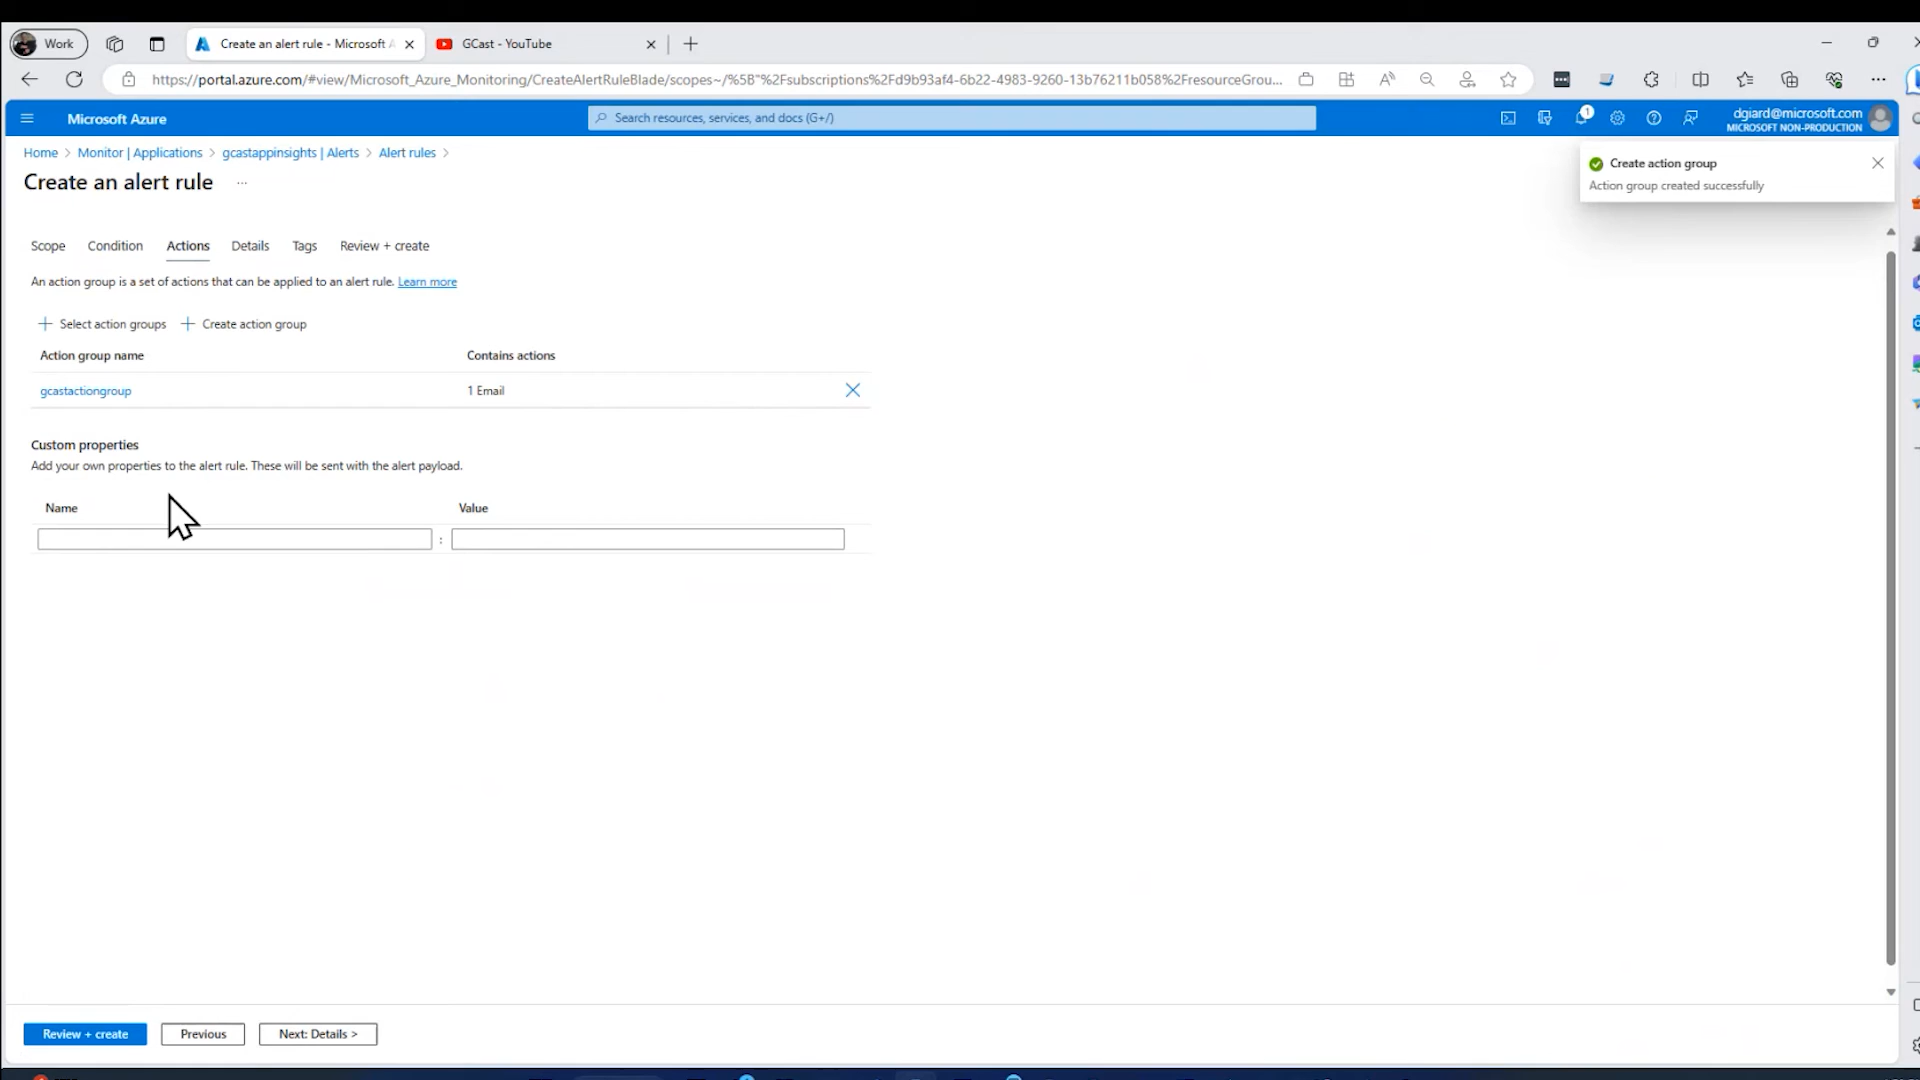 Work
Create an alert rule - Microsoft A
GCast - YouTube
https://portal.azure.com/#view/Microsoft_Azure_Monitoring/CreateAlertRuleBlade/scopes~/%5B"%2Fsubscriptions%2Fd9b93af4-6b22-4983-9260-13b76211b058%2FresourceGrou...
Microsoft Azure
Search resources, services, and docs (G+/)
1
dgiard@microsoft.com
MICROSOFT NON-PRODUCTION
Home > Monitor | Applications > gcastappinsights | Alerts > Alert rules >
Create an alert rule ...
Create action group
Action group created successfully
Scope Condition Actions Details Tags Review + create
An action group is a set of actions that can be applied to an alert rule. Learn more
+ Select action groups + Create action group
Action group name Contains actions
gcastactiongroup 1 Email
Custom properties
Add your own properties to the alert rule. These will be sent with the alert payload.
Name Value
:
Review + create Previous Next: Details >